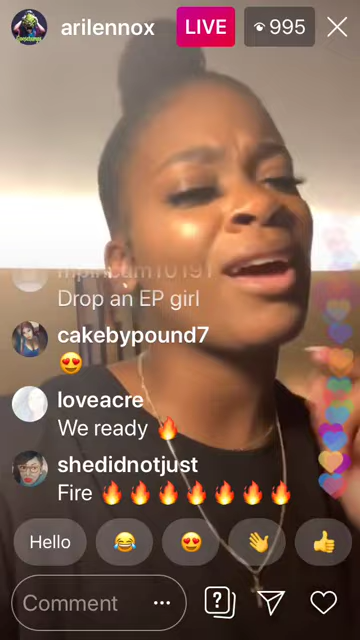 arilennox
LIVE
995
Drop an EP girl
cakebypound7
😍
loveacre
We ready 🔥
shedidnotjust
Fire 🔥🔥🔥🔥🔥🔥🔥
Hello
😂
😍
👋
👍
Comment